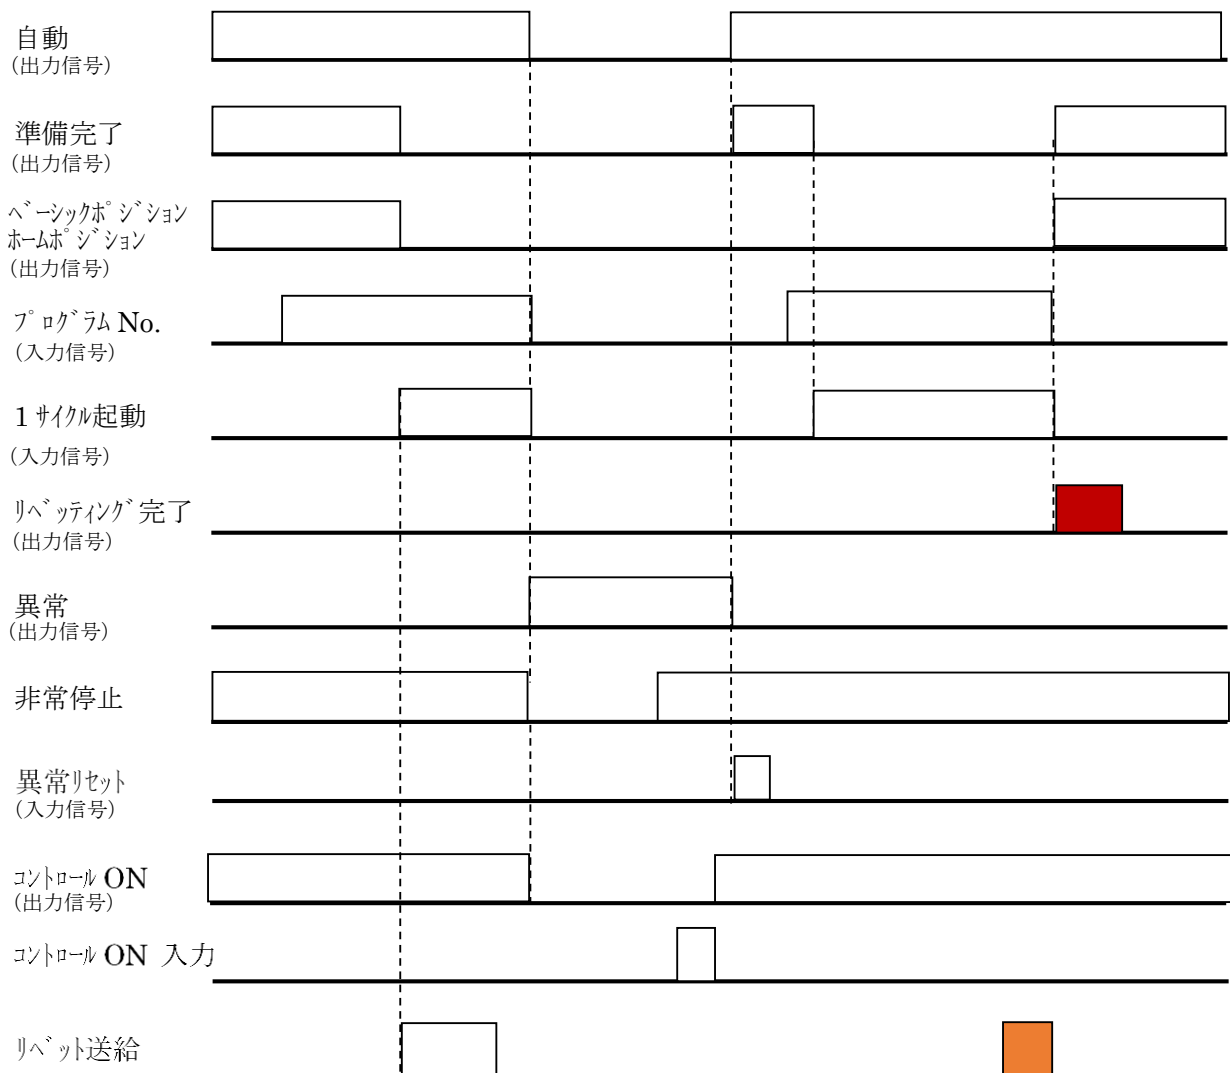 自動
(出力信号)
準備完了
(出力信号)
ﾍﾞｰｼｯｸﾎﾟｼﾞｼｮﾝ
ﾎｰﾑﾎﾟｼﾞｼｮﾝ
(出力信号)
ﾌﾟﾛｸﾞﾗﾑ No.
(入力信号)
1 ｻｲｸﾙ起動
(入力信号)
ﾘﾍﾞｯﾃｨﾝｸﾞ完了
(出力信号)
異常
(出力信号)
非常停止
異常ﾘｾｯﾄ
(入力信号)
ｺﾝﾄﾛｰﾙ ON
(出力信号)
ｺﾝﾄﾛｰﾙ ON 入力
ﾘﾍﾞｯﾄ送給